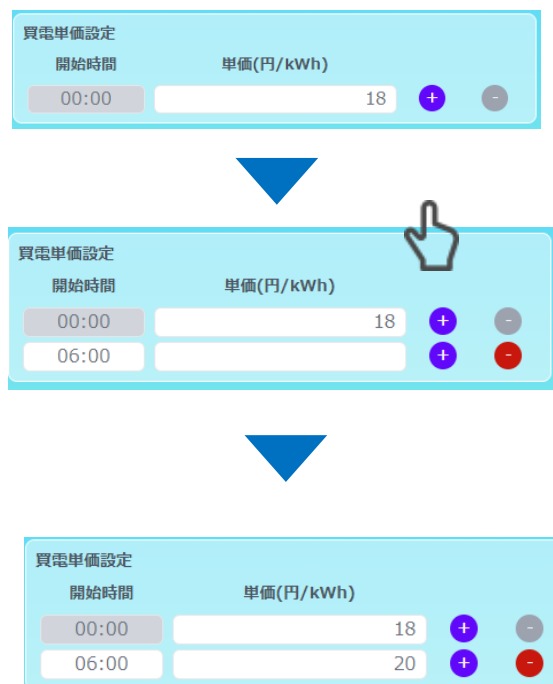 買電単価設定
開始時間 単価(円/kWh)
00:00 18 + -
買電単価設定
開始時間 単価(円/kWh)
00:00 18 + -
06:00 + -
買電単価設定
開始時間 単価(円/kWh)
00:00 18 + -
06:00 20 + -